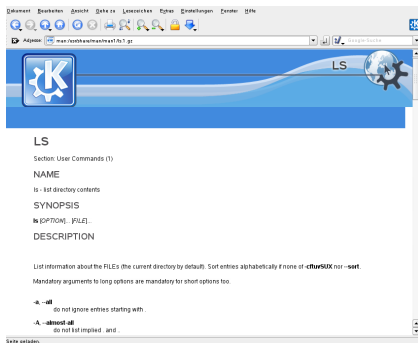 Dokument Bearbeiten Ansicht Gehe zu Lesezeichen Extras Einstellungen Fenster Hilfe
Adresse: man:/usr/share/man/man1/ls.1.gz
Google-Suche
LS
LS
Section: User Commands (1)
NAME
ls - list directory contents
SYNOPSIS
ls [OPTION]... [FILE]...
DESCRIPTION
List information about the FILEs (the current directory by default). Sort entries alphabetically if none of -cftuvSUX nor --sort.
Mandatory arguments to long options are mandatory for short options too.
-a, --all
do not ignore entries starting with .
-A, --almost-all
do not list implied . and ..
Seite geladen.